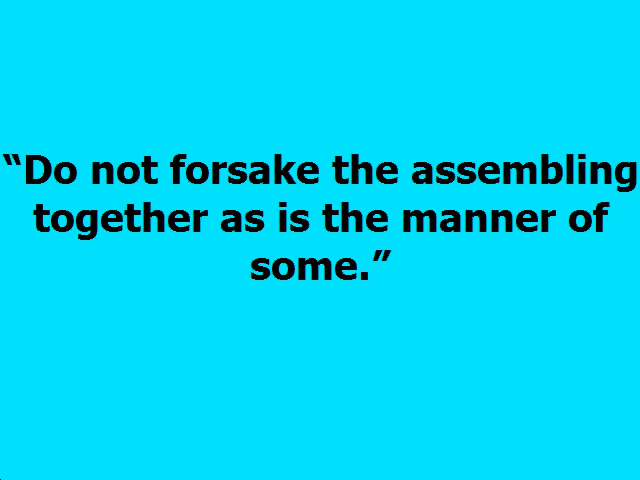 “Do not forsake the assembling
together as is the manner of
some.”